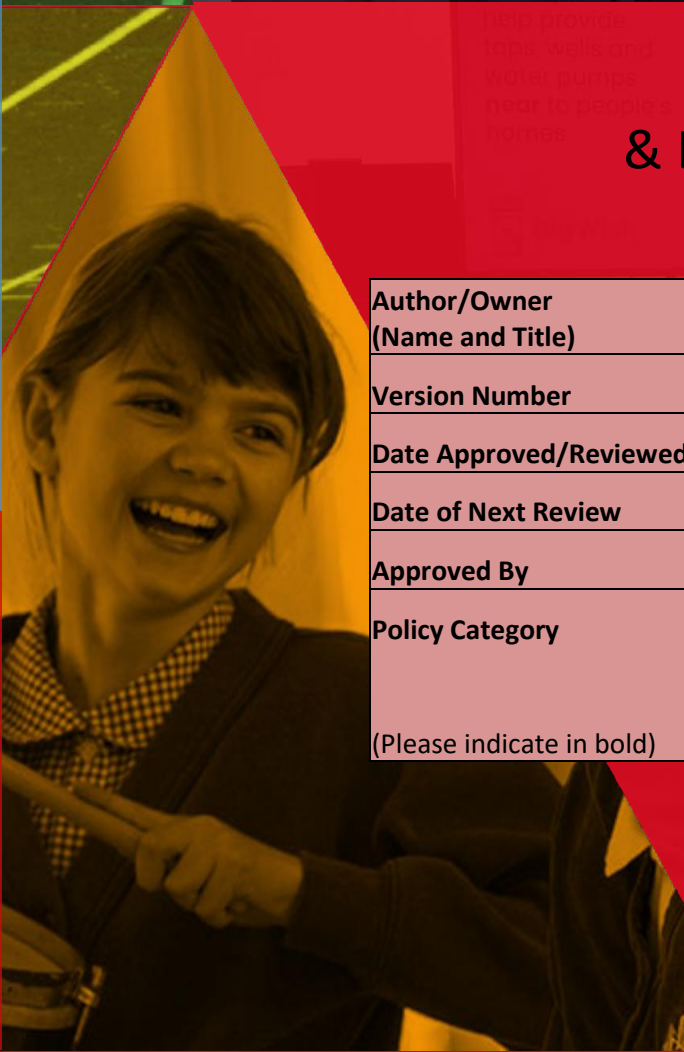 help provide
taps, wells and
water pumps
near to people's
homes
&
Author/Owner
(Name and Title)
Version Number
Date Approved/Reviewed
Date of Next Review
Approved By
Policy Category
(Please indicate in bold)